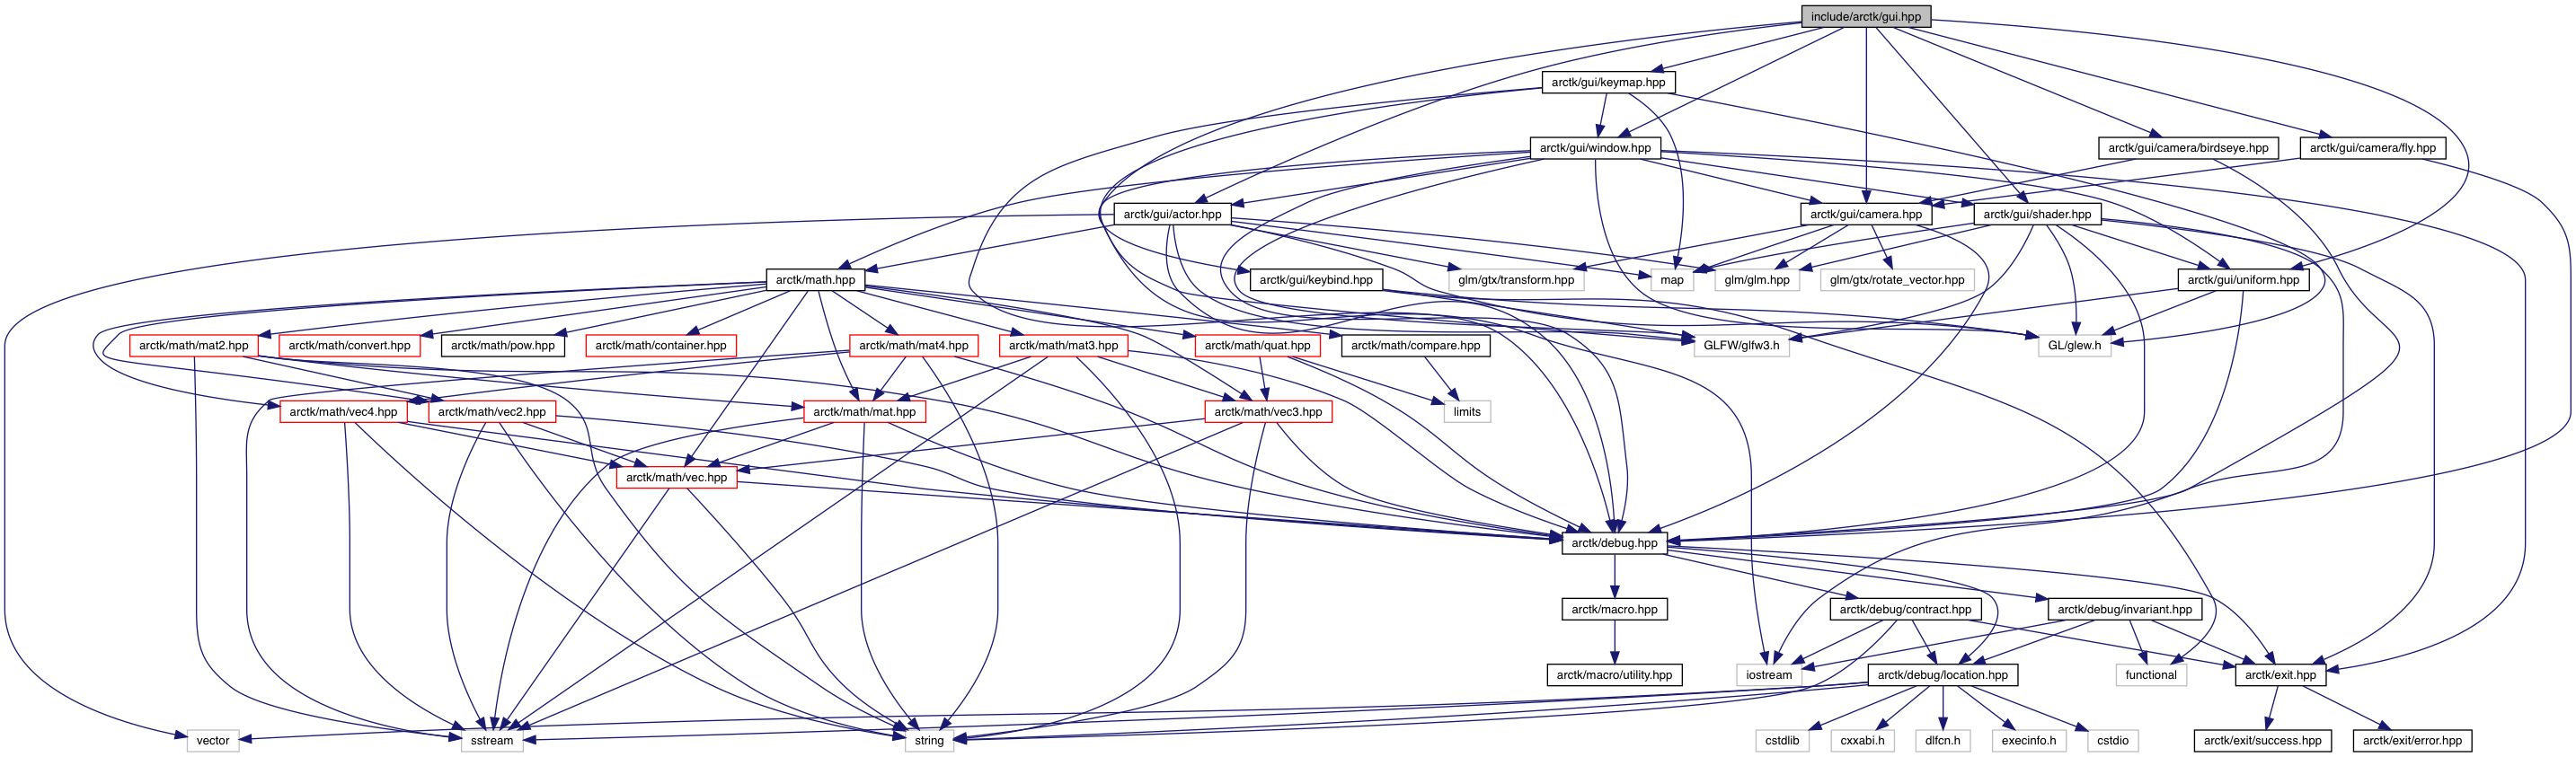 include/arctk/gui.hpp
arctk/gui/keymap.hpp
arctk/gui/window.hpp
arctk/gui/camera/birdseye.hpp
arctk/gui/camera/fly.hpp
arctk/gui/actor.hpp
arctk/gui/camera.hpp
arctk/gui/shader.hpp
arctk/math.hpp
arctk/gui/keybind.hpp
glm/gtx/transform.hpp
map
glm/glm.hpp
glm/gtx/rotate_vector.hpp
arctk/gui/uniform.hpp
arctk/math/mat2.hpp
arctk/math/convert.hpp
arctk/math/pow.hpp
arctk/math/container.hpp
arctk/math/mat4.hpp
arctk/math/mat3.hpp
arctk/math/quat.hpp
arctk/math/compare.hpp
GLFW/glfw3.h
GL/glew.h
arctk/math/vec4.hpp
arctk/math/vec2.hpp
arctk/math/mat.hpp
arctk/math/vec3.hpp
limits
arctk/math/vec.hpp
arctk/debug.hpp
arctk/macro.hpp
arctk/debug/contract.hpp
arctk/debug/invariant.hpp
arctk/macro/utility.hpp
iostream
arctk/debug/location.hpp
functional
arctk/exit.hpp
vector
sstream
string
cstdlib
cxxabi.h
dlfcn.h
execinfo.h
cstdio
arctk/exit/success.hpp
arctk/exit/error.hpp